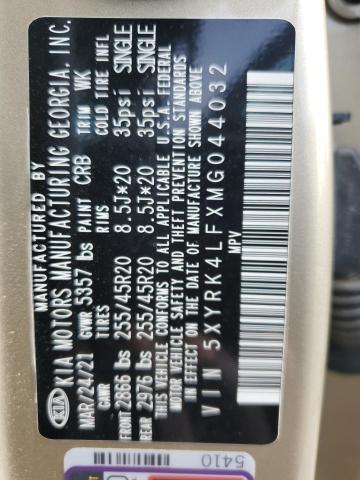 MANUFACTURED BY
KIA MOTORS MANUFACTURING GEORGIA, INC.
KIA
MAR/24/21 PAINT CRB TRIM WK
GVWR 5357 lbs
GAWR TIRES RIMS COLD TIRE INFL
FRONT 2866 lbs 255/45R20 8.5J*20 35psi SINGLE
REAR 2976 lbs 255/45R20 8.5J*20 35psi SINGLE
THIS VEHICLE CONFORMS TO ALL APPLICABLE U.S.A. FEDERAL
MOTOR VEHICLE SAFETY AND THEFT PREVENTION STANDARDS
IN EFFECT ON THE DATE OF MANUFACTURE SHOWN ABOVE
VIN 5XYRK4LFXMG044032
MPV
5410